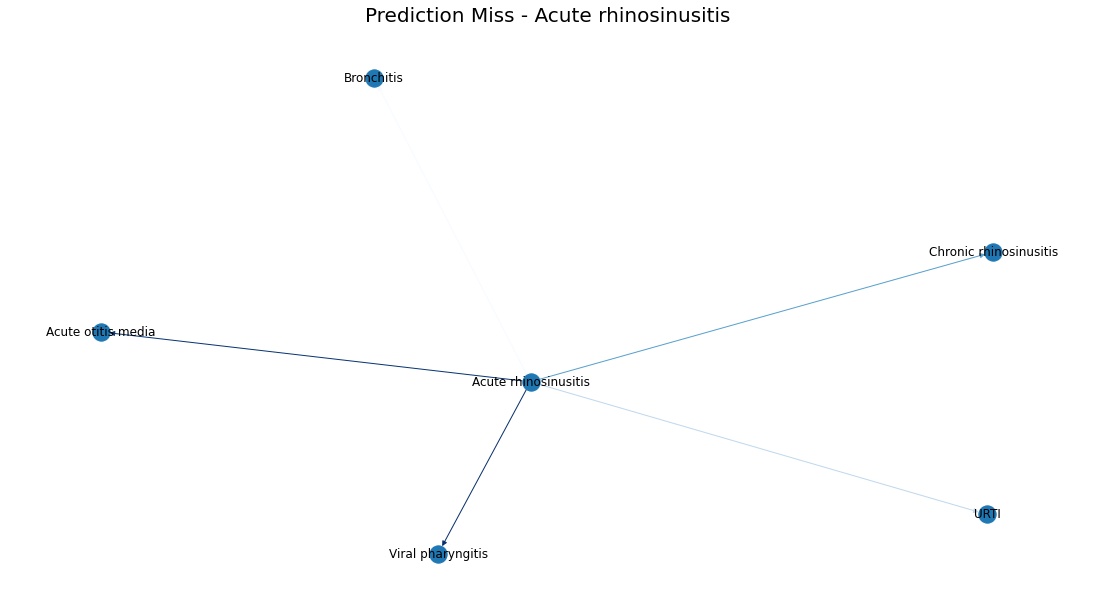 Prediction Miss - Acute rhinosinusitis
Bronchitis
Chronic rhinosinusitis
Acute otitis media
Acute rhinosinusitis
URTI
Viral pharyngitis